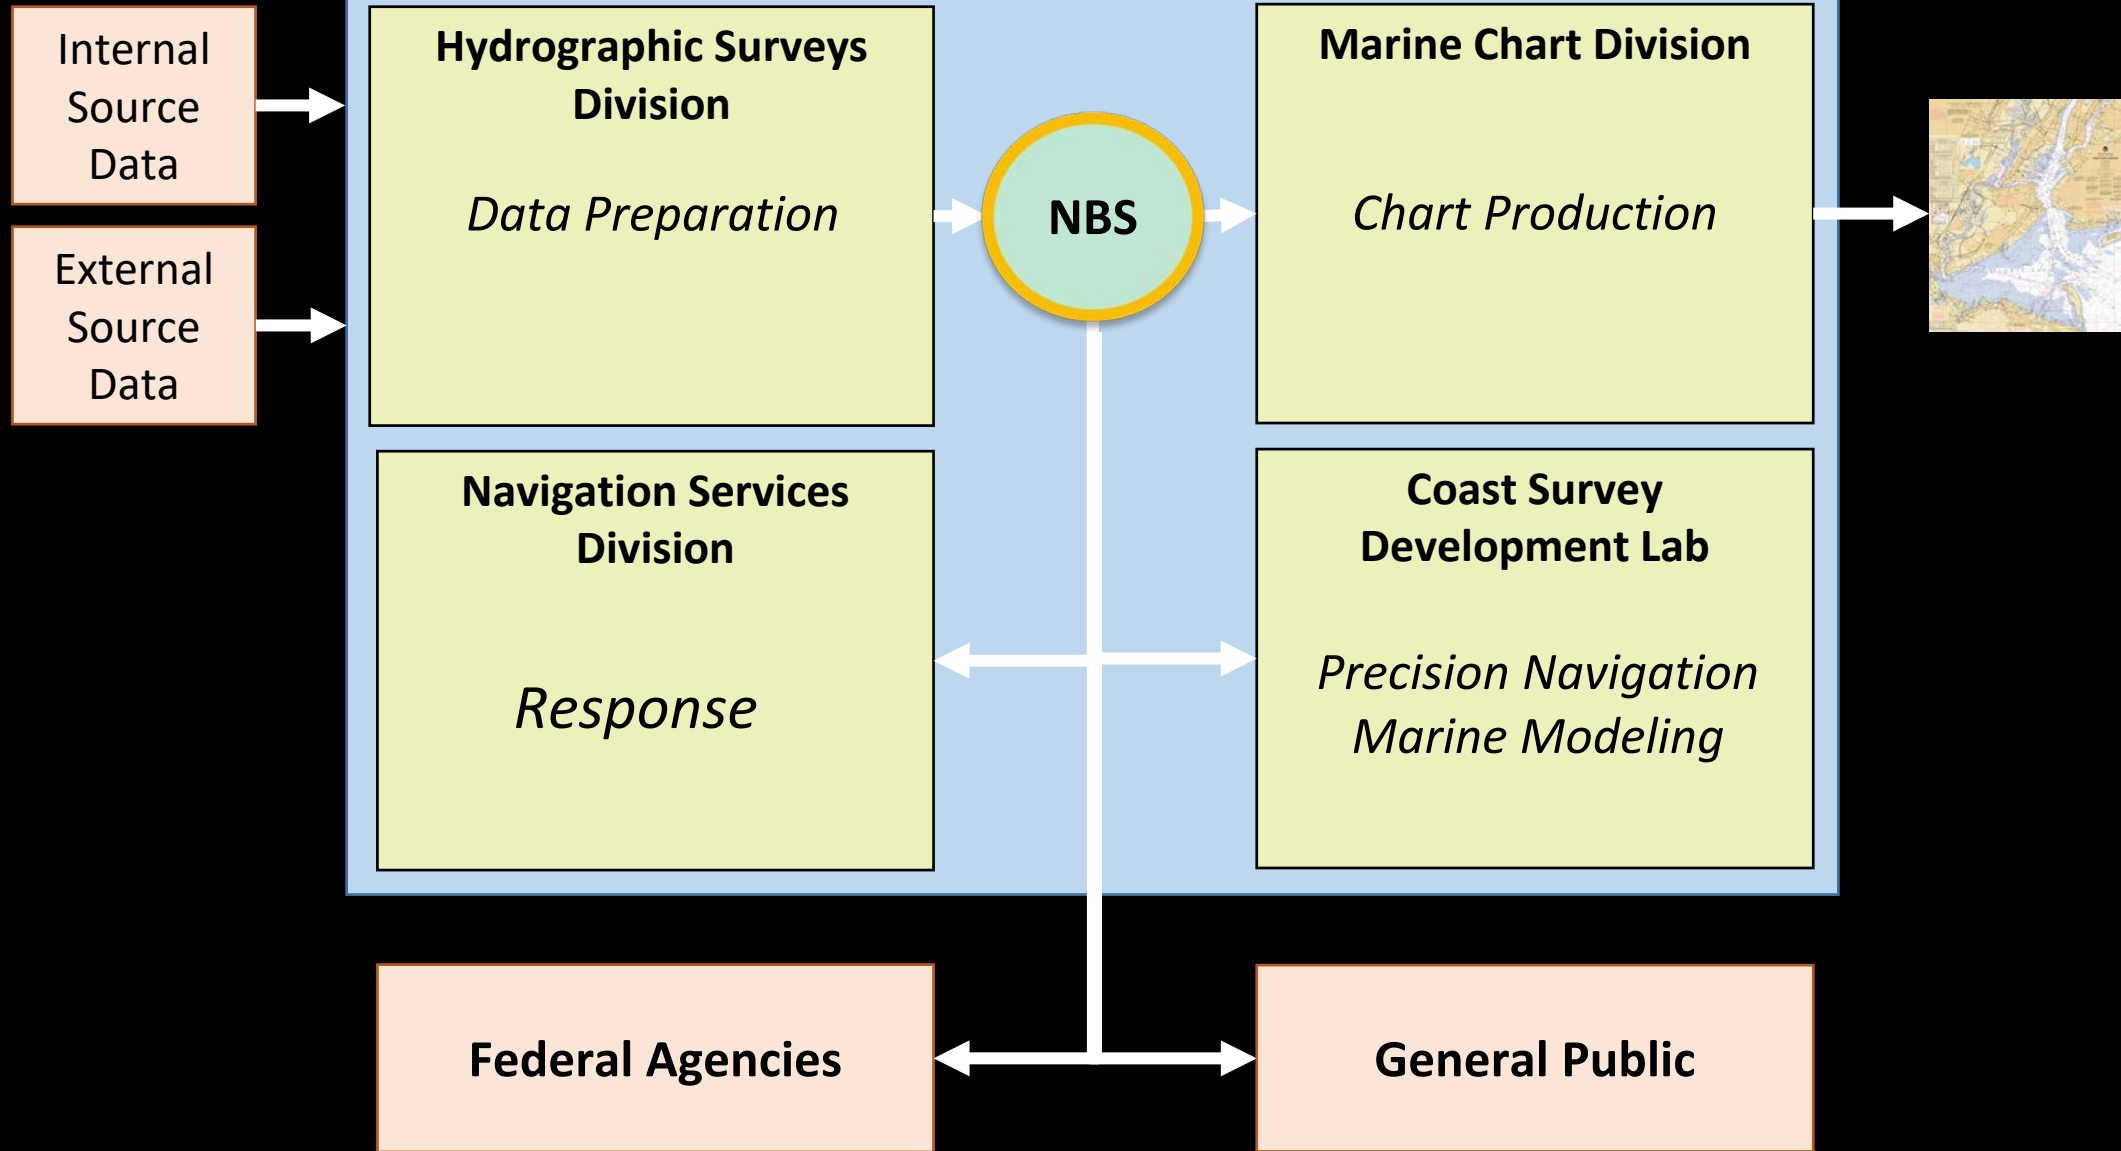 Internal
Source
Data
External
Source
Data
Hydrographic Surveys
Division
Data Preparation
NBS
Marine Chart Division
Chart Production
Navigation Services
Division
Response
Coast Survey
Development Lab
Precision Navigation
Marine Modeling
Federal Agencies
General Public